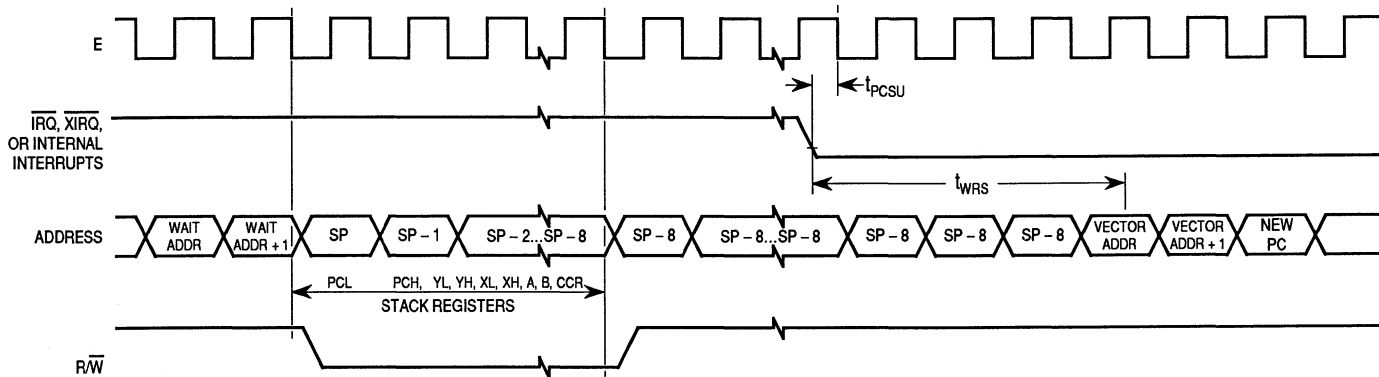 E
t_PCSU
IRQ, XIRQ,
OR INTERNAL
INTERRUPTS
t_WRS
ADDRESS
WAIT
ADDR
WAIT
ADDR + 1
SP
SP – 1
SP – 2...SP – 8
SP – 8
SP – 8...SP – 8
SP – 8
SP – 8
SP – 8
VECTOR
ADDR
VECTOR
ADDR + 1
NEW
PC
PCL PCH, YL, YH, XL, XH, A, B, CCR
STACK REGISTERS
R/W